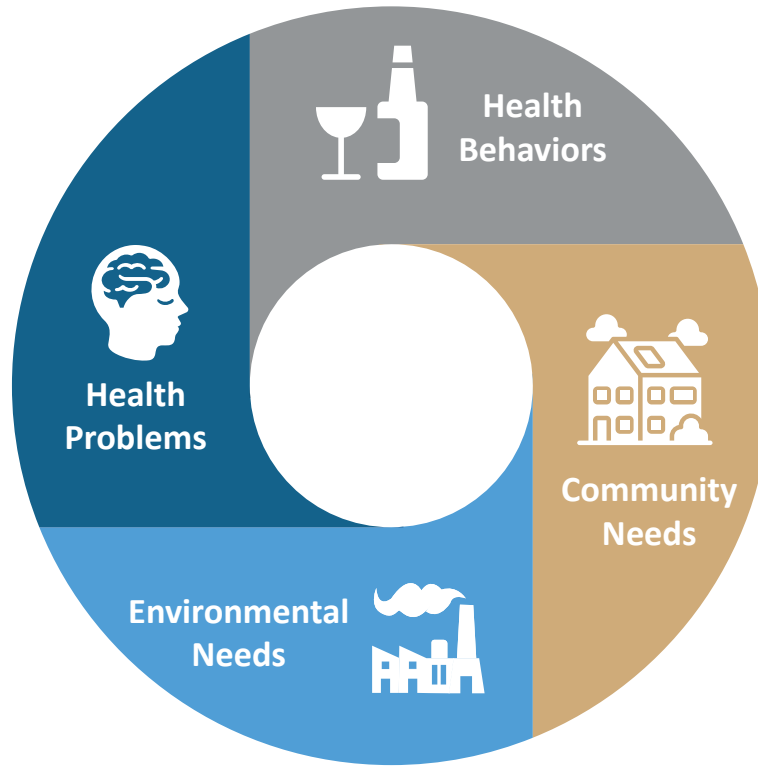 Health
Behaviors
Health
Problems
Community
Needs
Environmental
Needs